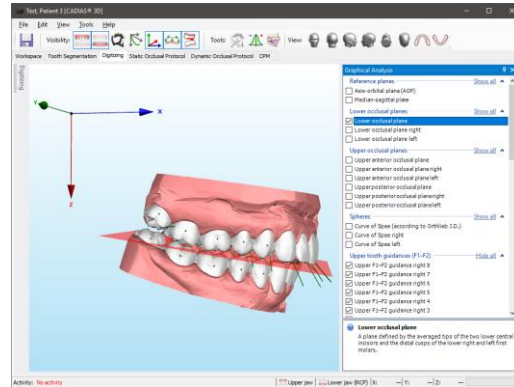 Test, Patient 3 [CADIAS® 3D]
File Edit View Tools Help
Visibility: Tools: View:
Workspace Tooth Segmentation Digitizing Static Occlusal Protocol Dynamic Occlusal Protocol CPM
Digitizing
Y
X
Z
Graphical Analysis
Reference planes Show all
Axis-orbital plane (AOP)
Median-sagittal plane
Lower occlusal planes Show all
Lower occlusal plane
Lower occlusal plane right
Lower occlusal plane left
Upper occlusal planes Show all
Upper anterior occlusal plane
Upper anterior occlusal plane right
Upper anterior occlusal plane left
Upper posterior occlusal plane
Upper posterior occlusal plane right
Upper posterior occlusal plane left
Spheres Show all
Curve of Spee (according to Orthlieb J.D.)
Curve of Spee right
Curve of Spee left
Upper tooth guidances (F1-F2) Hide all
Upper F1-F2 guidance right 8
Upper F1-F2 guidance right 7
Upper F1-F2 guidance right 6
Upper F1-F2 guidance right 5
Upper F1-F2 guidance right 4
Upper F1-F2 guidance right 3
Lower occlusal plane
A plane defined by the averaged tips of the two lower central
incisors and the distal cusps of the lower right and left first
molars.
Activity: No activity Upper jaw Lower jaw (RCP) X: Y: Z: